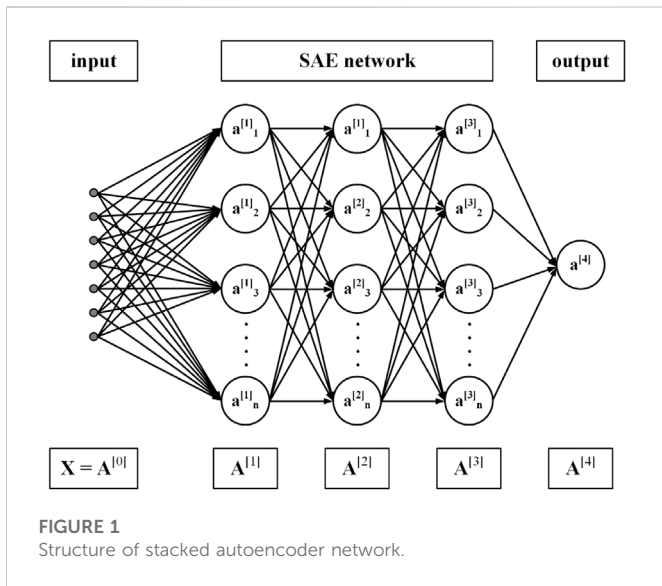 input SAE network output
a[1]1 a[1]1 a[3]1
a[1]2 a[2]2 a[3]2
a[4]
a[1]3 a[2]3 a[3]3
a[1]n a[2]n a[3]n
X = A[0] A[1] A[2] A[3] A[4]
FIGURE 1
Structure of stacked autoencoder network.